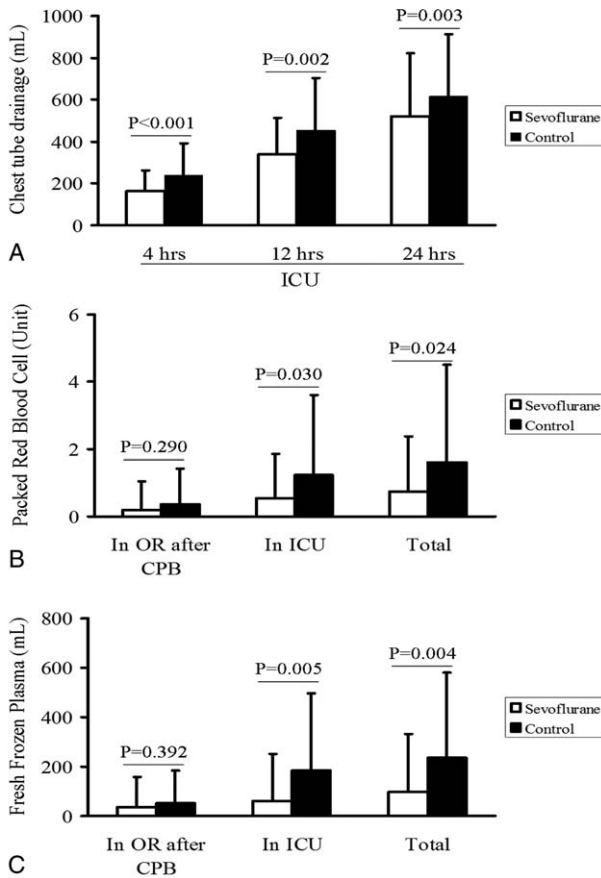 Chest tube drainage (mL)
1000
800
600
400
200
0
P<0.001
P=0.002
P=0.003
Sevoflurane
Control
4 hrs
12 hrs
24 hrs
ICU
A
Packed Red Blood Cell (Unit)
6
4
2
0
P=0.290
P=0.030
P=0.024
Sevoflurane
Control
In OR after
CPB
In ICU
Total
B
Fresh Frozen Plasma (mL)
800
600
400
200
0
P=0.392
P=0.005
P=0.004
Sevoflurane
Control
In OR after
CPB
In ICU
Total
C